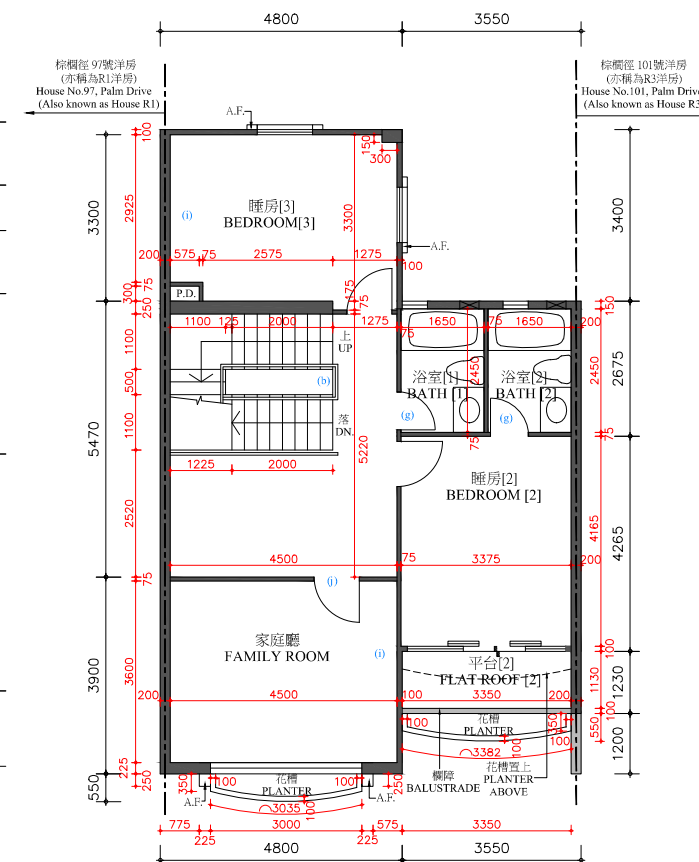 4800
3550
棕櫚徑 97號洋房
(亦稱為R1洋房)
House No.97, Palm Drive
(Also known as House R1)
棕櫚徑 101號洋房
(亦稱為R3洋房)
House No.101, Palm Drive
(Also known as House R3
A.F.
100
150
300
3300
2925
睡房[3]
BEDROOM[3]
(i)
3300
3400
A.F.
200
575
75
2575
1275
100
P.D.
75
300
250
175
75
150
1100
125
2000
1275
75
1650
75
1650
200
上
UP
1100
500
1100
5470
(b)
落
DN.
5220
浴室[1]
BATH [1]
2450
浴室[2]
BATH [2]
2450
2675
(g)
(g)
75
75
1225
2000
睡房[2]
BEDROOM [2]
2520
4165
4265
4500
75
3375
200
75
(j)
家庭廳
FAMILY ROOM
(i)
3900
3600
平台[2]
FLAT ROOF [2]
100
1130
1230
200
4500
100
3350
200
100
550
1200
100
花槽
PLANTER
350
100
100
3382
225
250
550
350
100
花槽
PLANTER
100
250
A.F.
A.F.
3035
100
欄障
BALUSTRADE
花槽置上
PLANTER
ABOVE
775
3000
575
3350
225
225
4800
3550